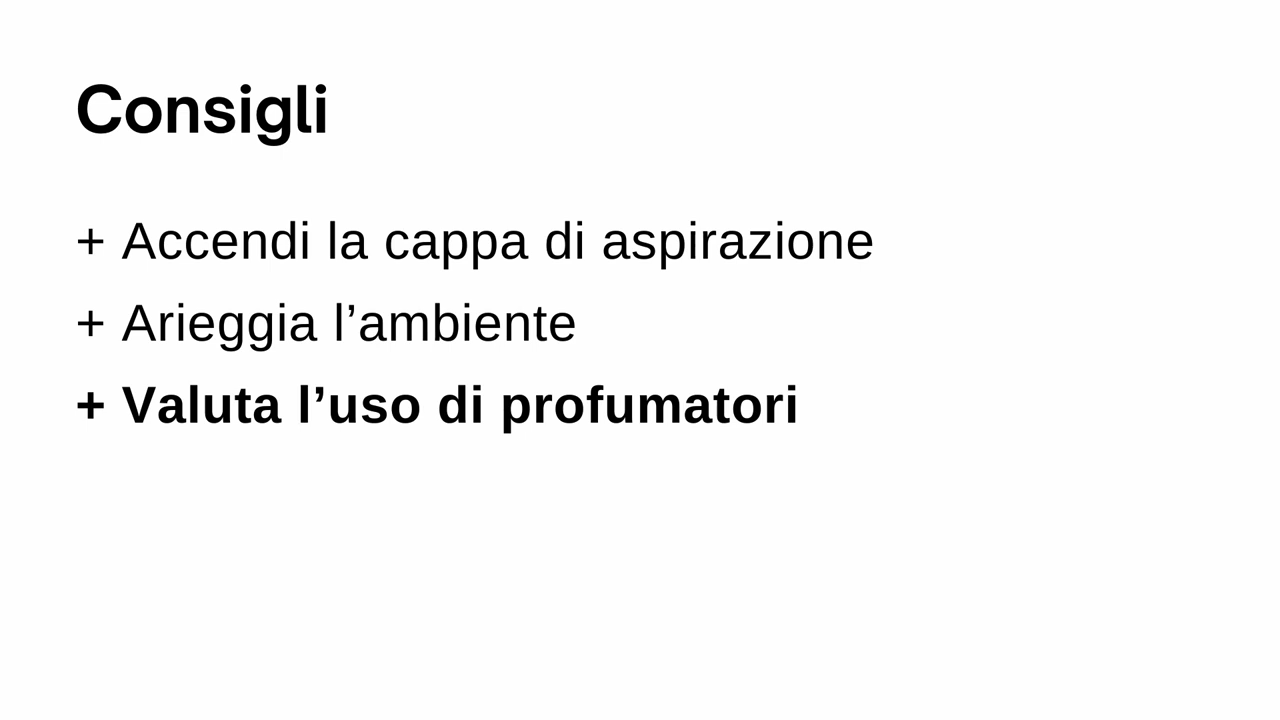 Consigli
+ Accendi la cappa di aspirazione
+ Arieggia l’ambiente
+ Valuta l’uso di profumatori